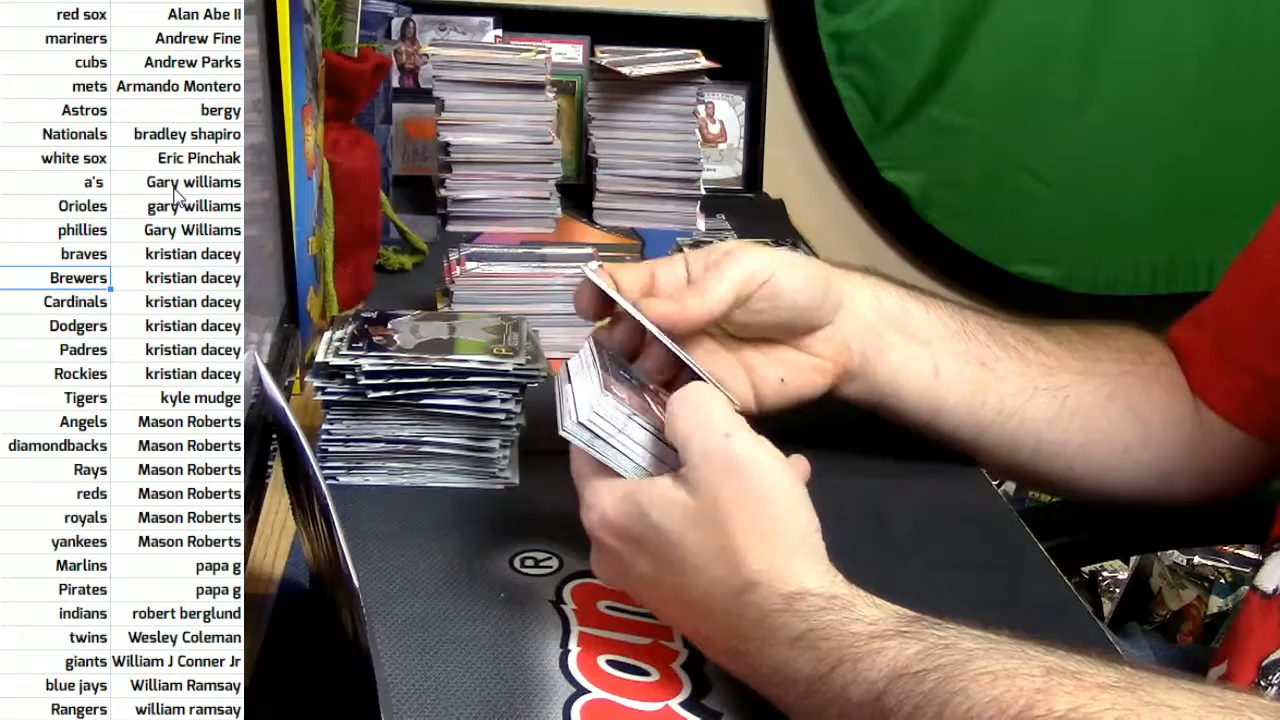 red sox Alan Abe II
mariners Andrew Fine
cubs Andrew Parks
mets Armando Montero
Astros bergy
Nationals bradley shapiro
white sox Eric Pinchak
a's Gary williams
Orioles gary williams
phillies Gary Williams
braves kristian dacey
Brewers kristian dacey
Cardinals kristian dacey
Dodgers kristian dacey
Padres kristian dacey
Rockies kristian dacey
Tigers kyle mudge
Angels Mason Roberts
diamondbacks Mason Roberts
Rays Mason Roberts
reds Mason Roberts
royals Mason Roberts
yankees Mason Roberts
Marlins papa g
Pirates papa g
indians robert berglund
twins Wesley Coleman
giants William J Conner Jr
blue jays William Ramsay
Rangers william ramsay
®